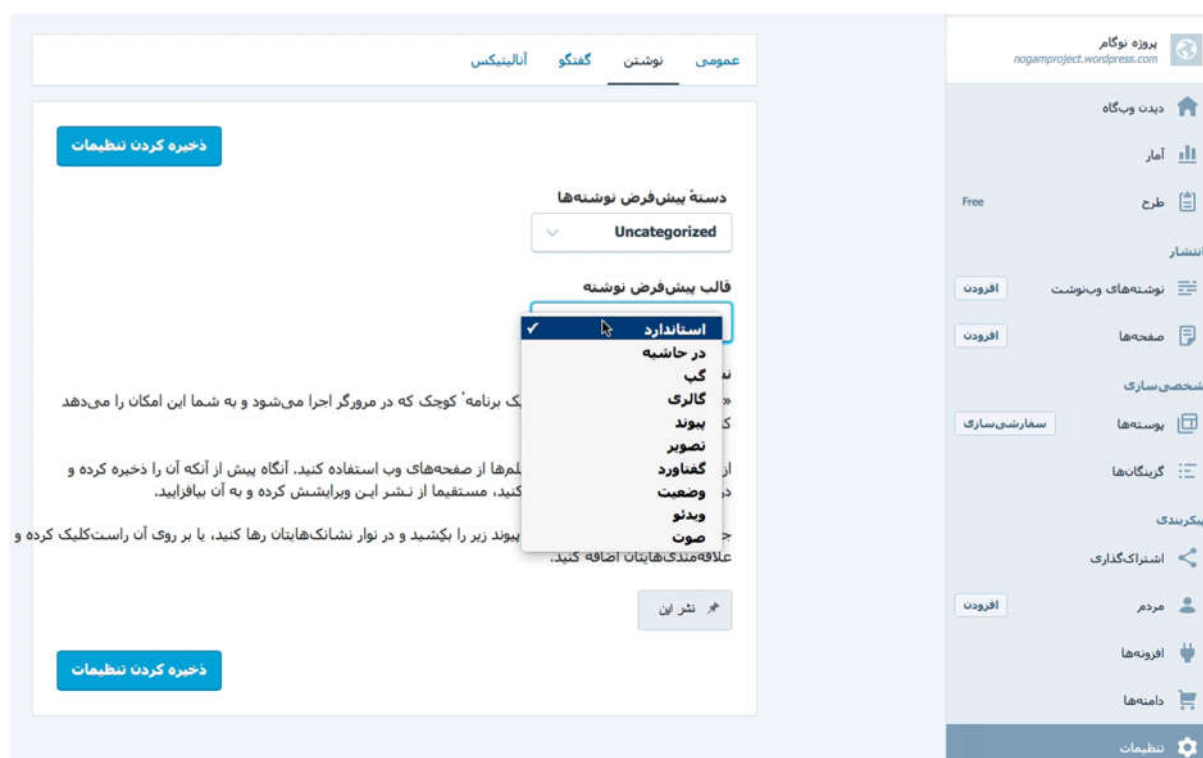 پروژه نوگام
nogamproject.wordpress.com
دیدن وب‌گاه
آمار
طرح Free
انتشار
نوشته‌های وب‌نوشت افزودن
صفحه‌ها افزودن
شخصی‌سازی
پوسته‌ها سفارشی‌سازی
گزینگان‌ها
پیکربندی
اشتراک‌گذاری
مردم افزودن
افزونه‌ها
دامنه‌ها
تنظیمات
عمومی نوشتن گفتگو آنالیتیکس
ذخیره کردن تنظیمات
دستهٔ پیش‌فرض نوشته‌ها
Uncategorized
قالب پیش‌فرض نوشته
استاندارد ✓
در حاشیه
گپ
گالری
پیوند
تصویر
گفتاورد
وضعیت
ویدئو
صوت
یک برنامهٔ کوچک که در مرورگر اجرا می‌شود و به شما این امکان را می‌دهد
از صفحه‌های وب استفاده کنید. آنگاه پیش از آنکه آن را ذخیره کرده و
کنید، مستقیما از نشر این ویرایشش کرده و به آن بیافزایید.
پیوند زیر را بکِشید و در نوار نشانک‌هایتان رها کنید، یا بر روی آن راست‌کلیک کرده و
علاقه‌مندی‌هایتان اضافه کنید.
نشر این
ذخیره کردن تنظیمات